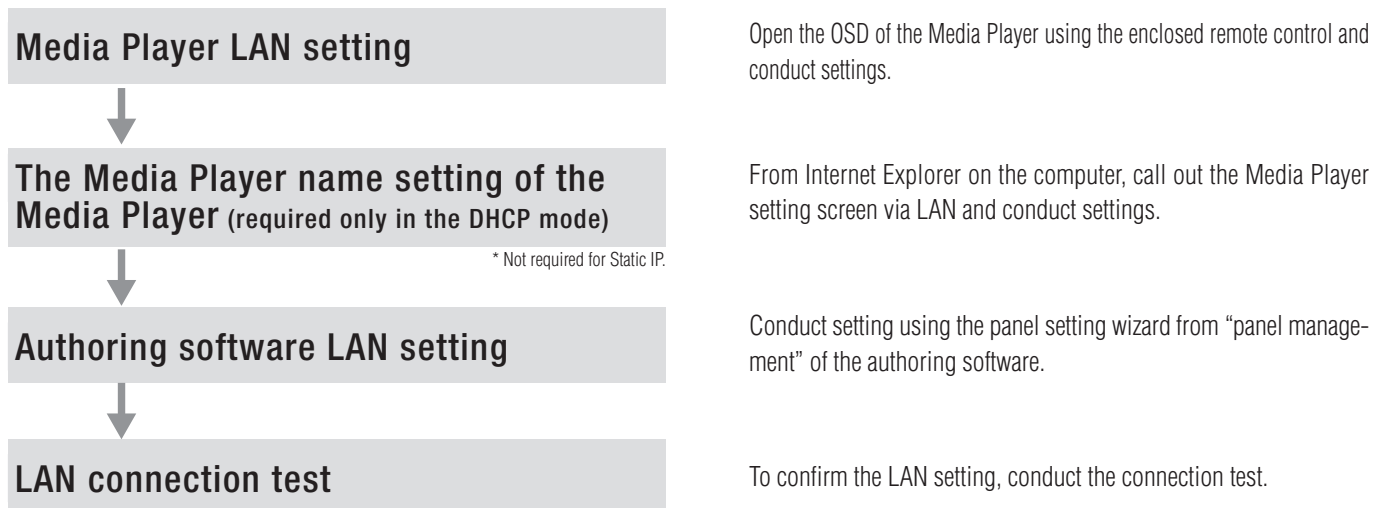 Media Player LAN setting
Open the OSD of the Media Player using the enclosed remote control and
conduct settings.
The Media Player name setting of the
Media Player (required only in the DHCP mode)
* Not required for Static IP.
From Internet Explorer on the computer, call out the Media Player
setting screen via LAN and conduct settings.
Authoring software LAN setting
Conduct setting using the panel setting wizard from “panel manage-
ment” of the authoring software.
LAN connection test
To confirm the LAN setting, conduct the connection test.